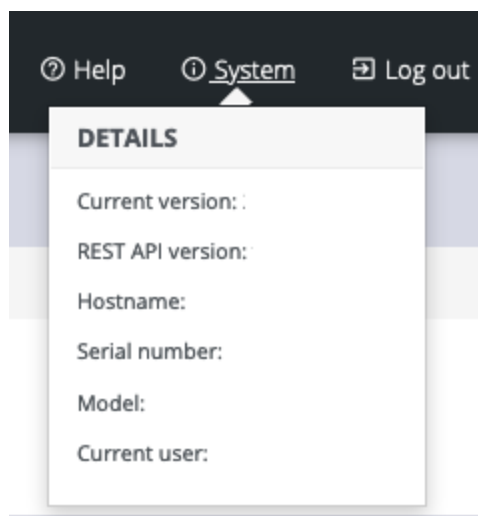 Help System Log out
DETAILS
Current version:
REST API version:
Hostname:
Serial number:
Model:
Current user: